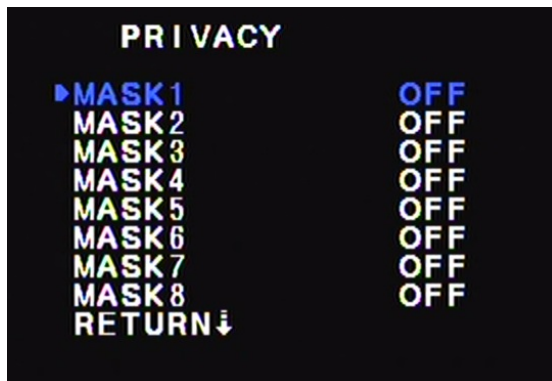 PRIVACY
MASK1 OFF
MASK2 OFF
MASK3 OFF
MASK4 OFF
MASK5 OFF
MASK6 OFF
MASK7 OFF
MASK8 OFF
RETURN↓